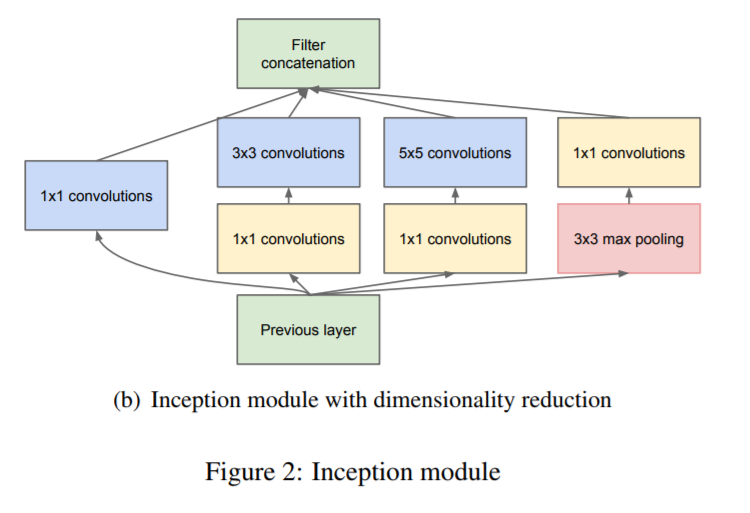 Filter
concatenation
3x3 convolutions
5x5 convolutions
1x1 convolutions
1x1 convolutions
1x1 convolutions
1x1 convolutions
3x3 max pooling
Previous layer
(b) Inception module with dimensionality reduction
Figure 2: Inception module